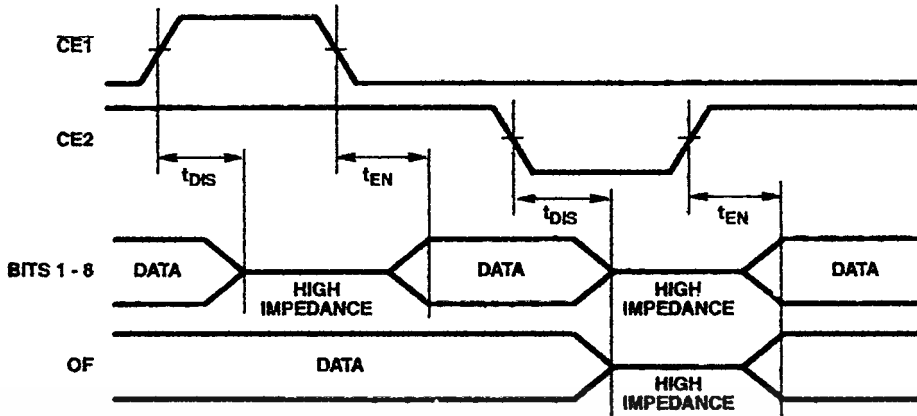 C̅E̅1̅
CE2
tDIS
tEN
tDIS
tEN
BITS 1 - 8
DATA
HIGH
IMPEDANCE
DATA
HIGH
IMPEDANCE
DATA
OF
DATA
HIGH
IMPEDANCE